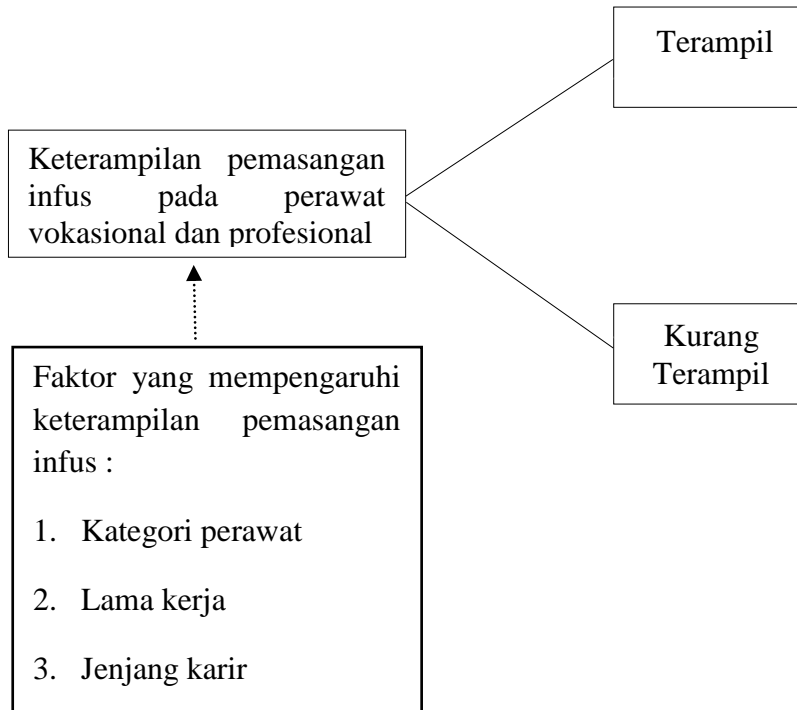 Terampil
Keterampilan pemasangan
infus pada perawat
vokasional dan profesional
Kurang
Terampil
Faktor yang mempengaruhi
keterampilan pemasangan
infus :
1. Kategori perawat
2. Lama kerja
3. Jenjang karir